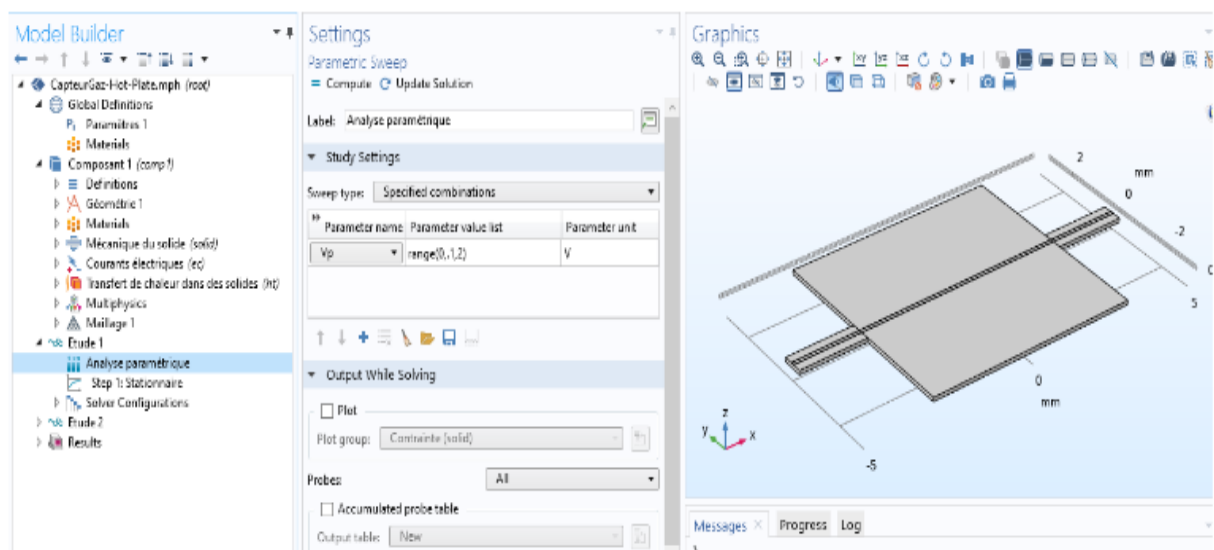 Model Builder
CapteurGaz-Hot-Plate.mph (root)
Global Definitions
Pi Paramètres 1
Materials
Composant 1 (comp1)
Definitions
Géométrie 1
Materials
Mécanique du solide (solid)
Courants électriques (ec)
Transfert de chaleur dans des solides (ht)
Multiphysics
Maillage 1
Etude 1
Analyse paramétrique
Step 1: Stationnaire
Solver Configurations
Etude 2
Results
Settings
Parametric Sweep
= Compute Update Solution
Label: Analyse paramétrique
Study Settings
Sweep type: Specified combinations
Parameter name Parameter value list Parameter unit
Vp range(0,.1,2) V
Output While Solving
Plot
Plot group: Contrainte (solid)
Probes: All
Accumulated probe table
Output table: New
Graphics
2
mm
0
-2
5
0
mm
-5
z
y
x
Messages Progress Log